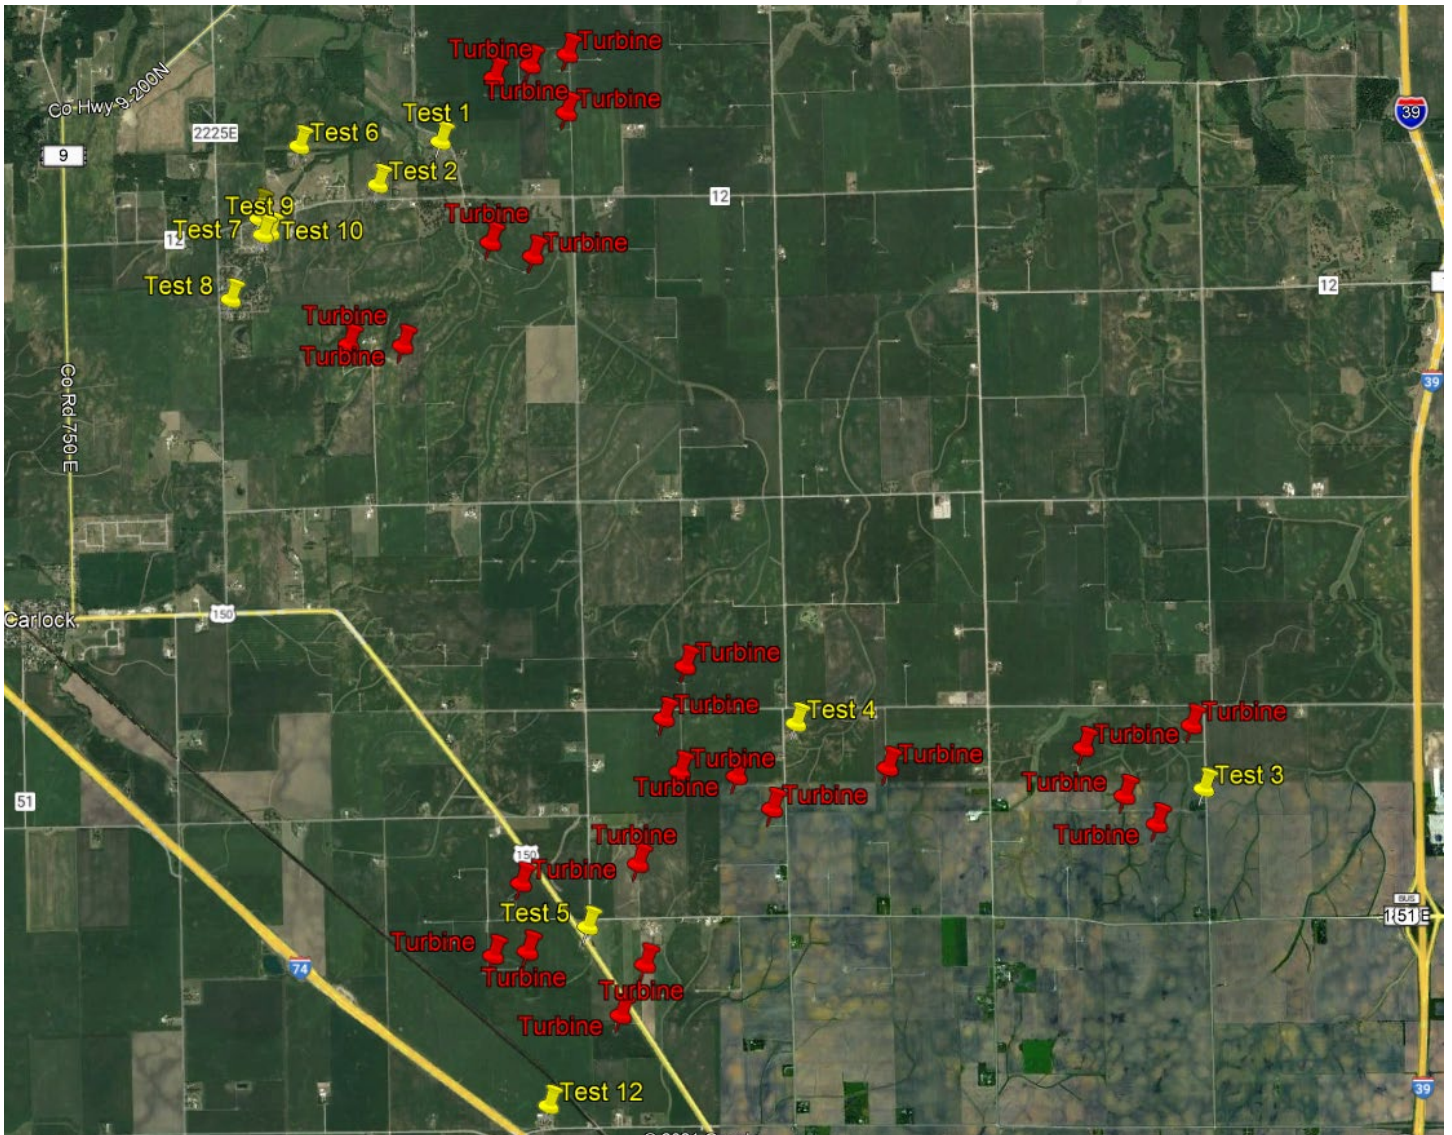 Turbine
Turbine
Turbine
Turbine
Co Hwy 9-200N
39
Test 1
2225E
Test 6
9
Test 2
12
Test 9
Turbine
Test 7
Test 10
12
Turbine
Test 8
12
Turbine
Turbine
39
Co Rd 750 E
Carlock
150
Turbine
Turbine
Test 4
Turbine
Turbine
Turbine
Turbine
Turbine
Test 3
Turbine
Turbine
51
Turbine
Turbine
Turbine
150
Turbine
BUS
51
Test 5
Turbine
74
Turbine
Turbine
Turbine
39
Test 12